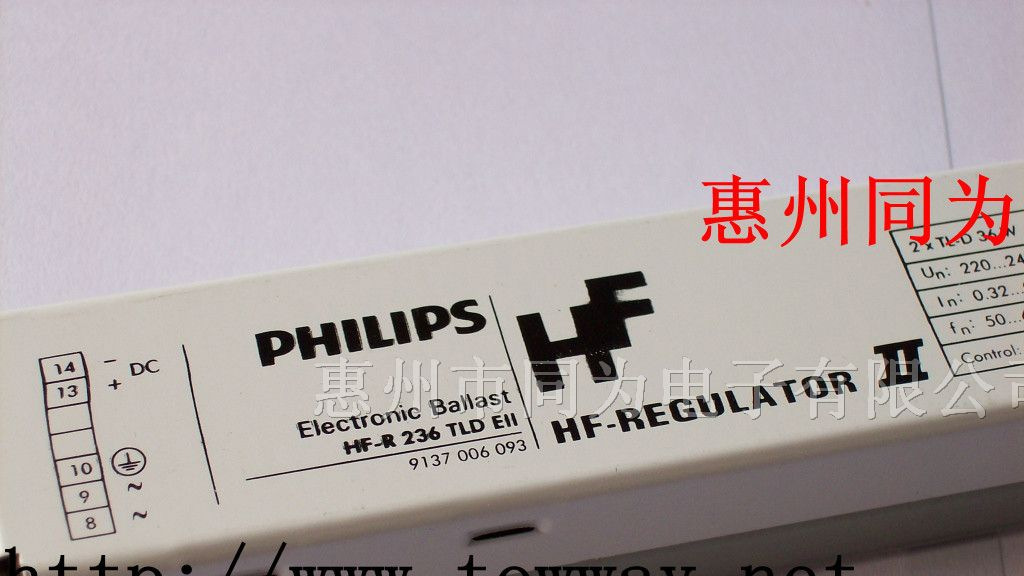 惠州同为
PHILIPS
HF
Electronic Ballast
HF-R 236 TLD EII
9137 006 093
HF-REGULATOR II
14 - DC
13 +
10
9 ~
8 ~
2 x TL-D 36 W
Un: 220...24
In: 0.32...
fn: 50...
Control:
惠州市同为电子有限公司
http://www.towway.net